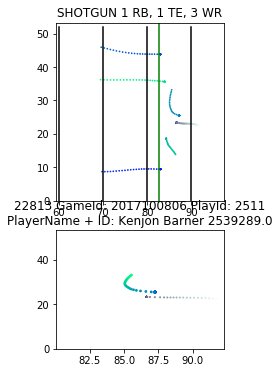 SHOTGUN 1 RB, 1 TE, 3 WR
50
40
30
20
10
0
60 70 80 90
22813 GameId: 2017100806 PlayId: 2511
PlayerName + ID: Kenjon Barner 2539289.0
40
20
0
82.5 85.0 87.5 90.0